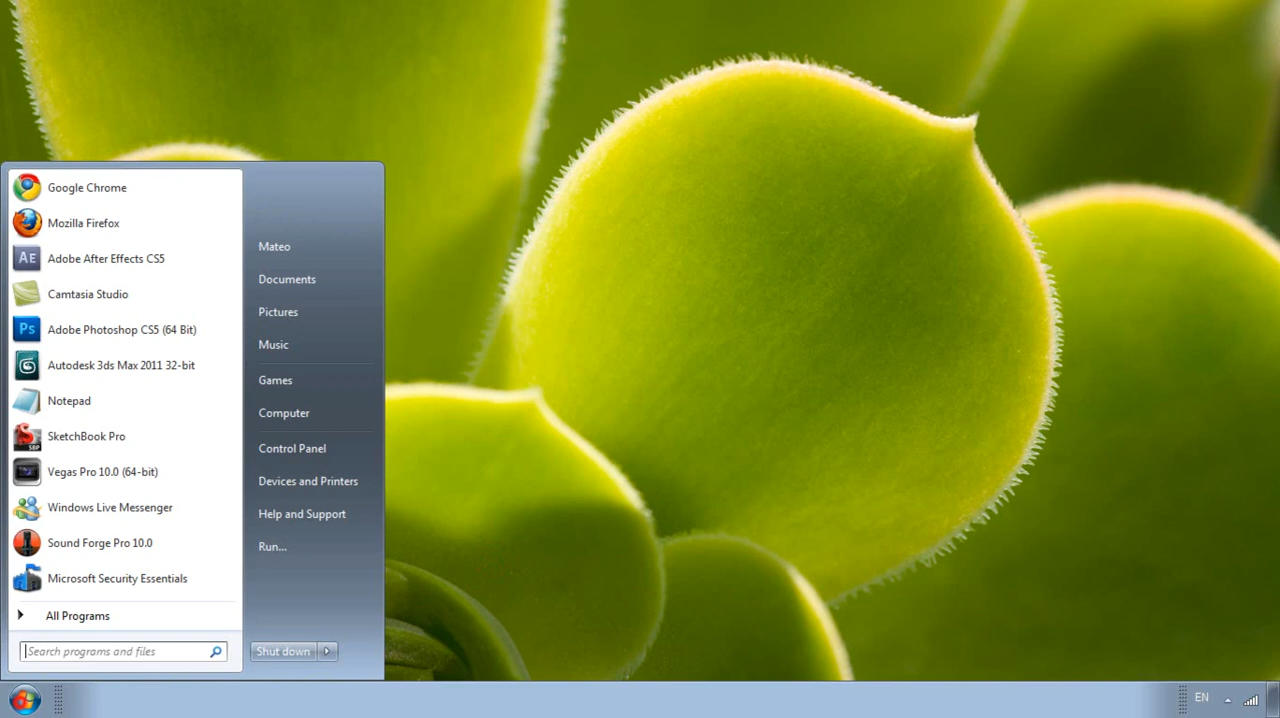 Google Chrome
Mozilla Firefox
AE
Adobe After Effects CS5
Camtasia Studio
Ps
Adobe Photoshop CS5 (64 Bit)
Autodesk 3ds Max 2011 32-bit
Notepad
SBP
SketchBook Pro
Vegas Pro 10.0 (64-bit)
Windows Live Messenger
Sound Forge Pro 10.0
Microsoft Security Essentials
All Programs
Search programs and files
Mateo
Documents
Pictures
Music
Games
Computer
Control Panel
Devices and Printers
Help and Support
Run...
Shut down
EN